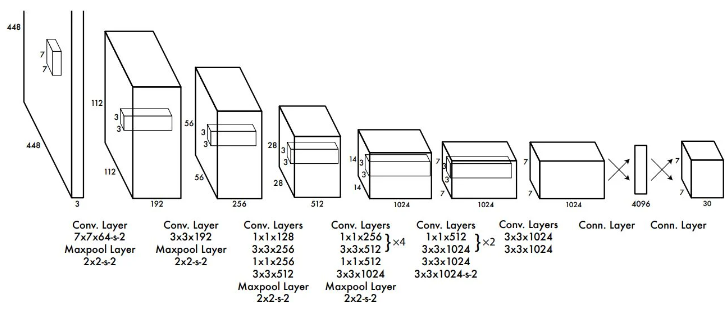 448
7
7
448
3
112
3
3
112
192
56
3
3
56
256
28
3
3
28
512
14
3
3
14
1024
7
3
3
7
1024
7
7
1024
4096
7
7
30
Conv. Layer
7x7x64-s-2
Maxpool Layer
2x2-s-2
Conv. Layer
3x3x192
Maxpool Layer
2x2-s-2
Conv. Layers
1x1x128
3x3x256
1x1x256
3x3x512
Maxpool Layer
2x2-s-2
Conv. Layers
1x1x256
3x3x512 }×4
1x1x512
3x3x1024
Maxpool Layer
2x2-s-2
Conv. Layers
1x1x512
3x3x1024 }×2
3x3x1024
3x3x1024-s-2
Conv. Layers
3x3x1024
3x3x1024
Conn. Layer
Conn. Layer